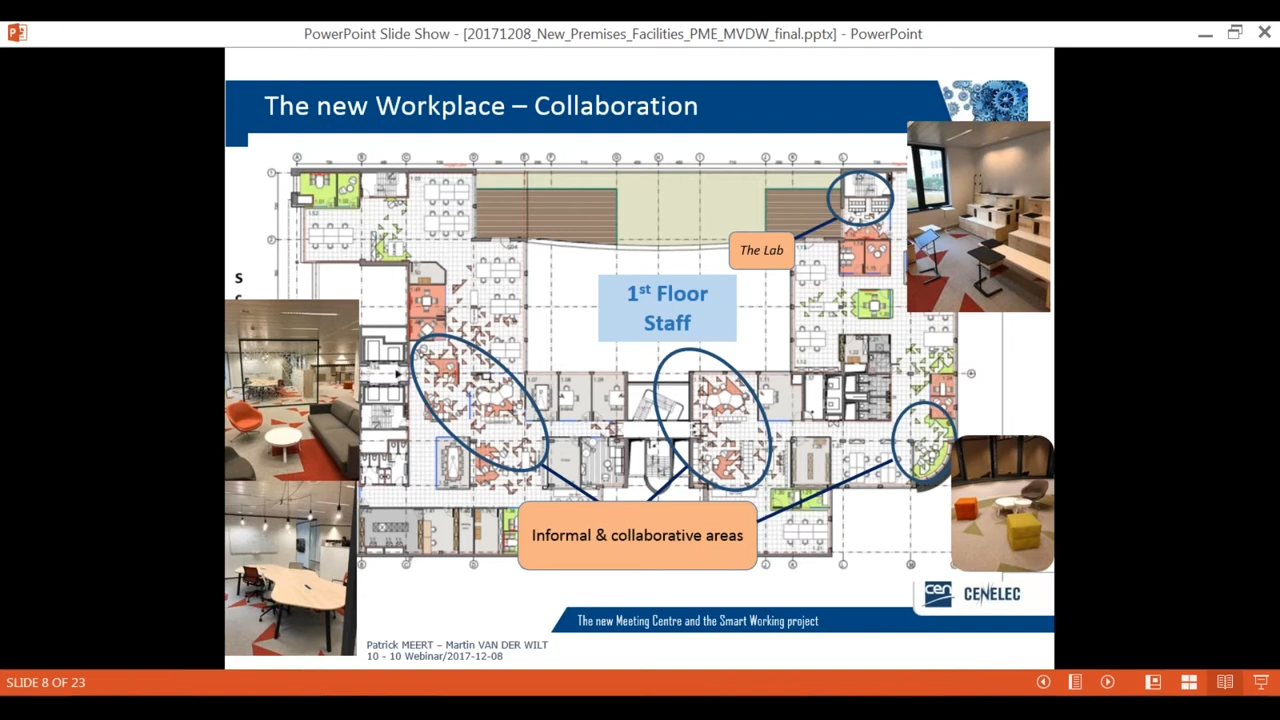 PowerPoint Slide Show - [20171208_New_Premises_Facilities_PME_MVDW_final.pptx] - PowerPoint
The new Workplace – Collaboration
The Lab
S
1st Floor
Staff
Informal & collaborative areas
cen
CENELEC
The new Meeting Centre and the Smart Working project
Patrick MEERT – Martin VAN DER WILT
10 - 10 Webinar/2017-12-08
SLIDE 8 OF 23